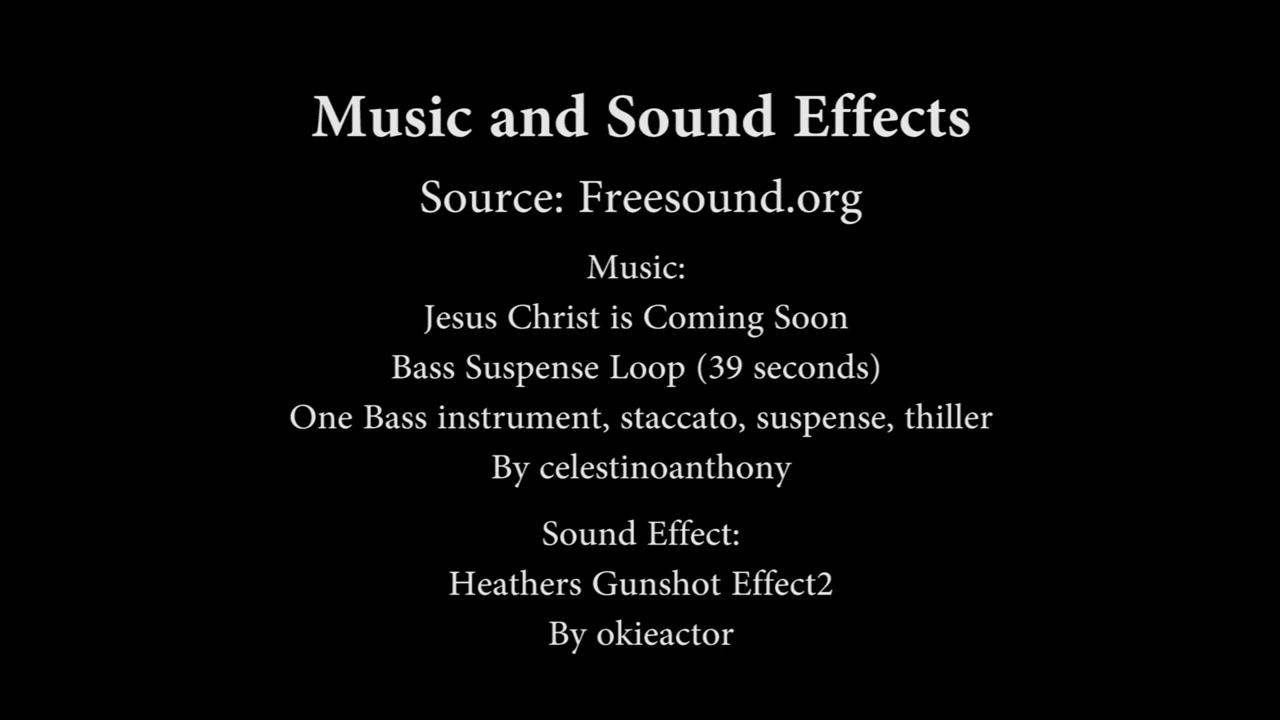 Music and Sound Effects
Source: Freesound.org
Music:
Jesus Christ is Coming Soon
Bass Suspense Loop (39 seconds)
One Bass instrument, staccato, suspense, thiller
By celestinoanthony
Sound Effect:
Heathers Gunshot Effect2
By okieactor